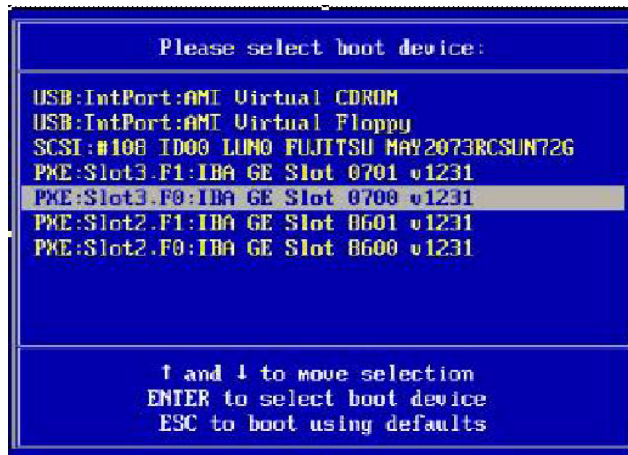 Please select boot device:
USB:IntPort:AMI Virtual CDROM
USB:IntPort:AMI Virtual Floppy
SCSI:#108 ID00 LUN0 FUJITSU MAY2073RCSUN72G
PXE:Slot3.F1:IBA GE Slot 0701 v1231
PXE:Slot3.F0:IBA GE Slot 0700 v1231
PXE:Slot2.F1:IBA GE Slot 8601 v1231
PXE:Slot2.F0:IBA GE Slot 8600 v1231
↑ and ↓ to move selection
ENTER to select boot device
ESC to boot using defaults